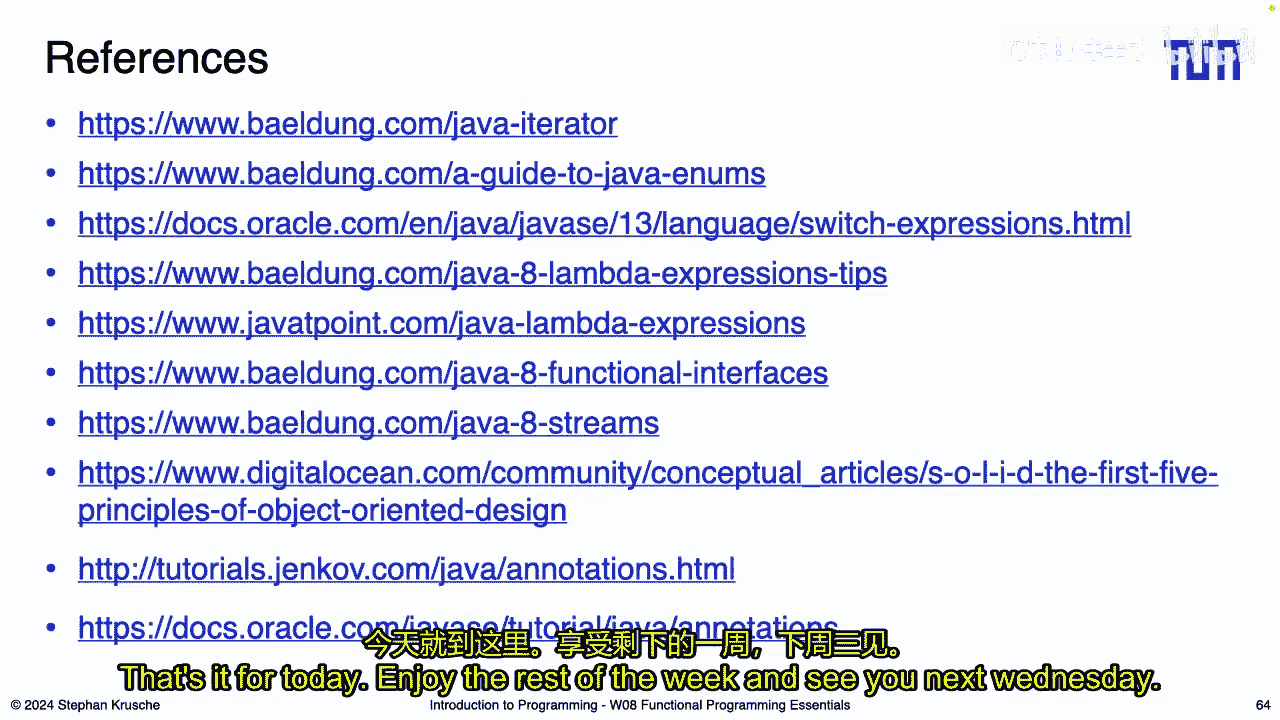 References
• https://www.baeldung.com/java-iterator
• https://www.baeldung.com/a-guide-to-java-enums
• https://docs.oracle.com/en/java/javase/13/language/switch-expressions.html
• https://www.baeldung.com/java-8-lambda-expressions-tips
• https://www.javatpoint.com/java-lambda-expressions
• https://www.baeldung.com/java-8-functional-interfaces
• https://www.baeldung.com/java-8-streams
• https://www.digitalocean.com/community/conceptual_articles/s-o-l-i-d-the-first-five-
principles-of-object-oriented-design
• http://tutorials.jenkov.com/java/annotations.html
• https://docs.oracle.com/javase/tutorial/java/annotations
今天就到这里。享受剩下的一周，下周三见。
That's it for today. Enjoy the rest of the week and see you next wednesday.
© 2024 Stephan Krusche
Introduction to Programming - W08 Functional Programming Essentials
64